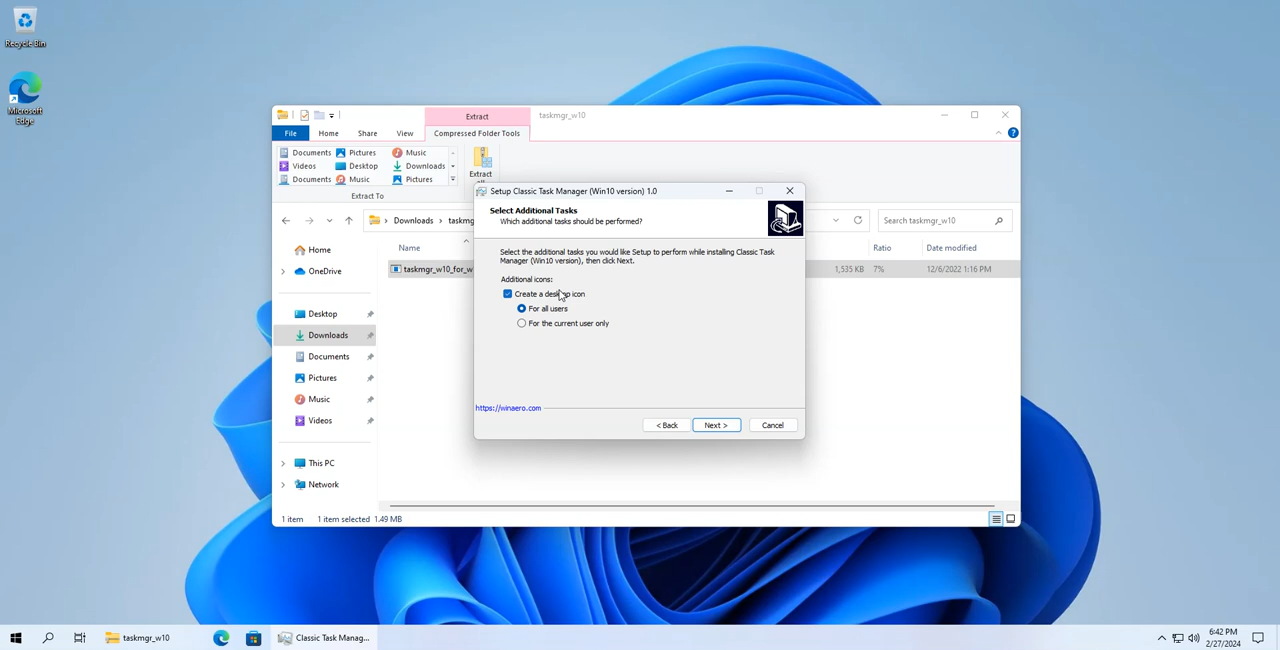 Recycle Bin
Microsoft
Edge
Extract
taskmgr_w10
File
Home
Share
View
Compressed Folder Tools
Documents
Pictures
Music
Videos
Desktop
Downloads
Documents
Music
Pictures
Extract
Extract To
Downloads
taskmg
Search taskmgr_w10
Home
OneDrive
Desktop
Downloads
Documents
Pictures
Music
Videos
This PC
Network
Name
Ratio
Date modified
taskmgr_w10_for_w
1,535 KB
7%
12/6/2022 1:16 PM
Setup Classic Task Manager (Win10 version) 1.0
Select Additional Tasks
Which additional tasks should be performed?
Select the additional tasks you would like Setup to perform while installing Classic Task
Manager (Win10 version), then click Next.
Additional icons:
Create a desktop icon
For all users
For the current user only
https://winaero.com
< Back
Next >
Cancel
1 item
1 item selected
1.49 MB
taskmgr_w10
Classic Task Manag...
6:42 PM
2/27/2024